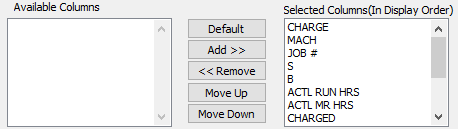 Available Columns
Selected Columns(In Display Order)
Default
Add >>
<< Remove
Move Up
Move Down
CHARGE
MACH
JOB #
S
B
ACTL RUN HRS
ACTL MR HRS
CHARGED